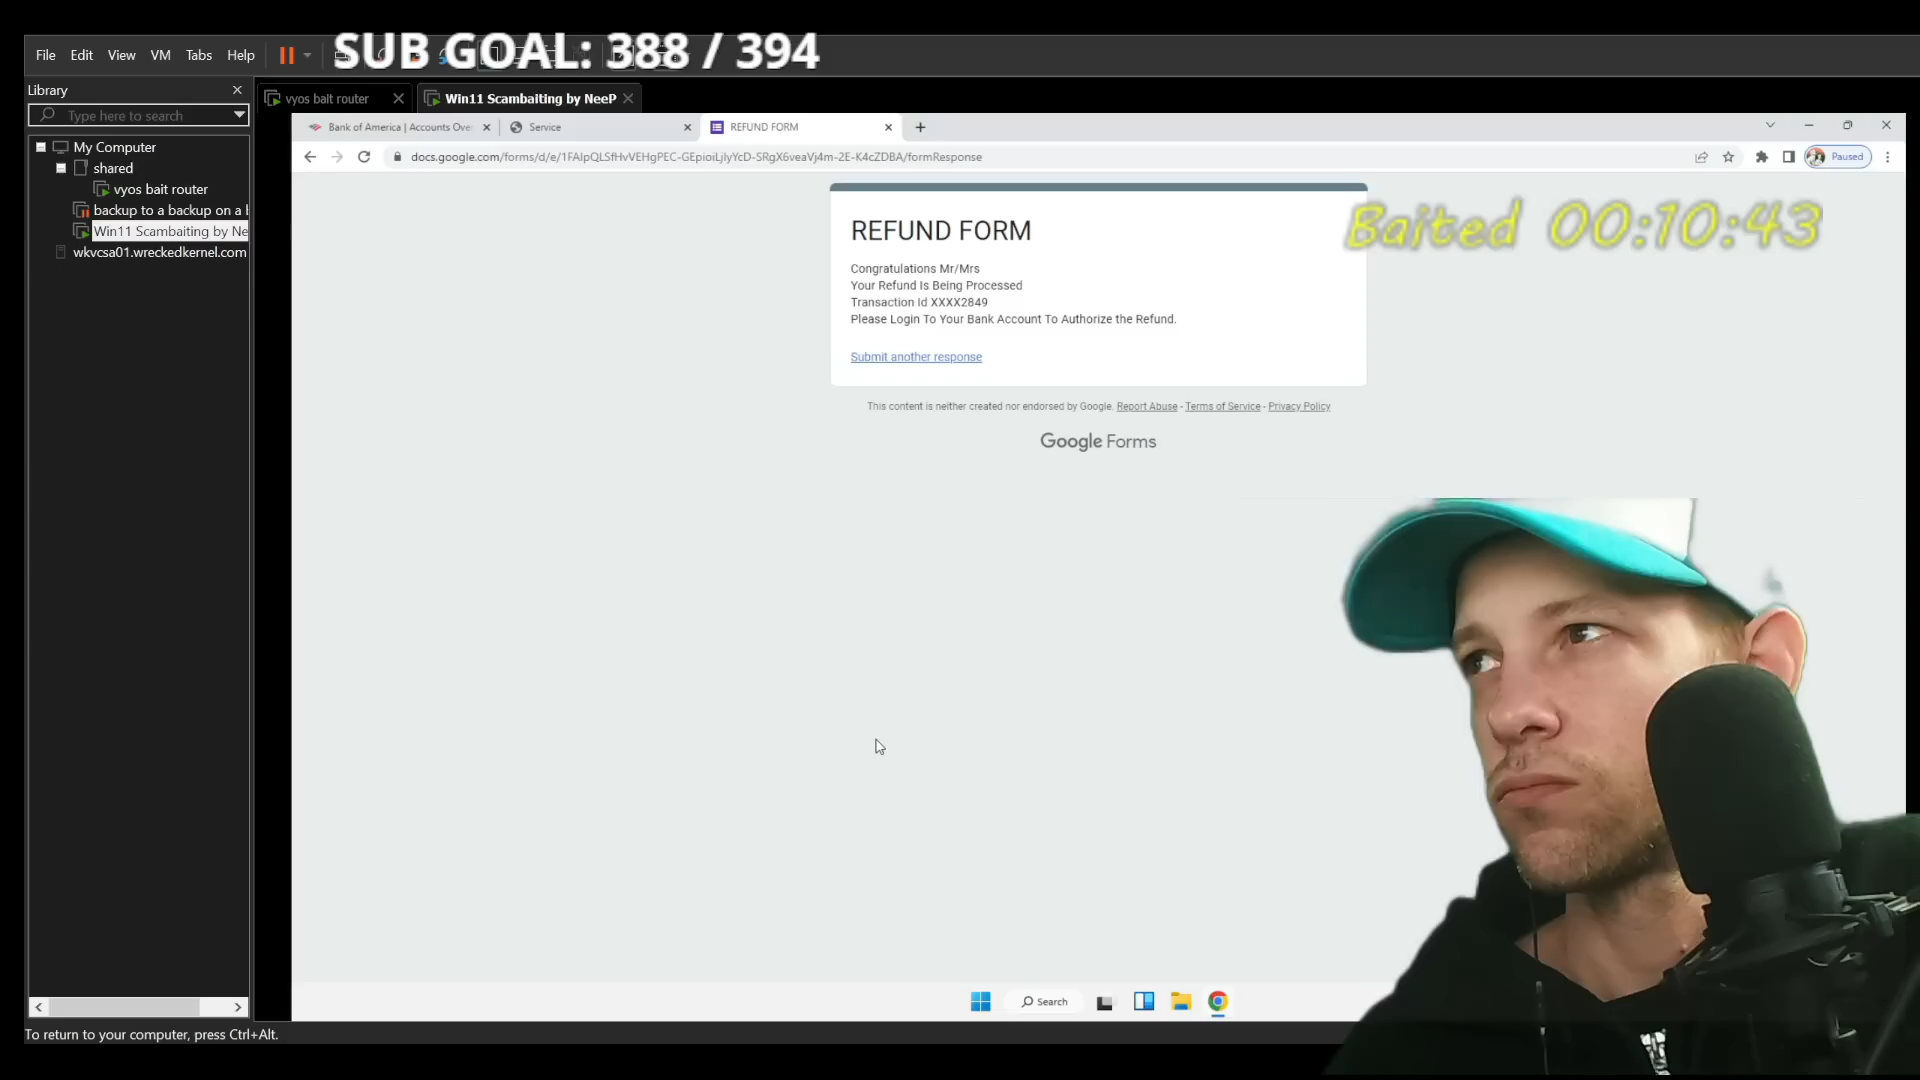 SUB GOAL: 388 / 394
File Edit View VM Tabs Help
Library
vyos bait router
Win11 Scambaiting by NeeP
Type here to search
Bank of America | Accounts Over
Service
REFUND FORM
My Computer
docs.google.com/forms/d/e/1FAIpQLSfHvVEHgPEC-GEpioiLjIyYcD-SRgX6veaVj4m-2E-K4cZDBA/formResponse
Paused
shared
vyos bait router
backup to a backup on a b
Win11 Scambaiting by Ne
wkvcsa01.wreckedkernel.com
Baited 00:10:43
REFUND FORM
Congratulations Mr/Mrs
Your Refund Is Being Processed
Transaction Id XXXX2849
Please Login To Your Bank Account To Authorize the Refund.
Submit another response
This content is neither created nor endorsed by Google. Report Abuse - Terms of Service - Privacy Policy
Google Forms
Search
To return to your computer, press Ctrl+Alt.